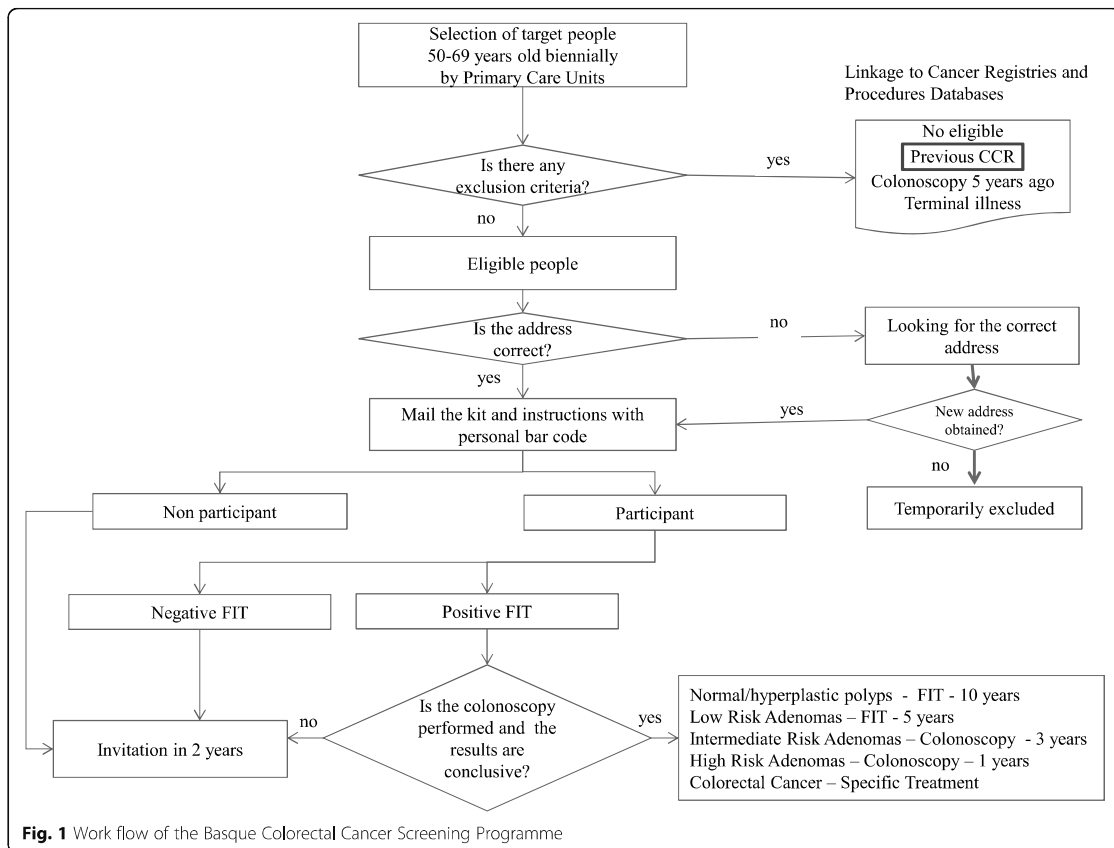 Selection of target people
50-69 years old biennially
by Primary Care Units
Linkage to Cancer Registries and
Procedures Databases
Is there any
exclusion criteria?
yes
No eligible
Previous CCR
Colonoscopy 5 years ago
Terminal illness
no
Eligible people
Is the address
correct?
no
Looking for the correct
address
yes
Mail the kit and instructions with
personal bar code
yes
New address
obtained?
no
Temporarily excluded
Non participant
Participant
Negative FIT
Positive FIT
Is the colonoscopy
performed and the
results are
conclusive?
no
Invitation in 2 years
yes
Normal/hyperplastic polyps - FIT - 10 years
Low Risk Adenomas – FIT - 5 years
Intermediate Risk Adenomas – Colonoscopy - 3 years
High Risk Adenomas – Colonoscopy – 1 years
Colorectal Cancer – Specific Treatment
Fig. 1 Work flow of the Basque Colorectal Cancer Screening Programme